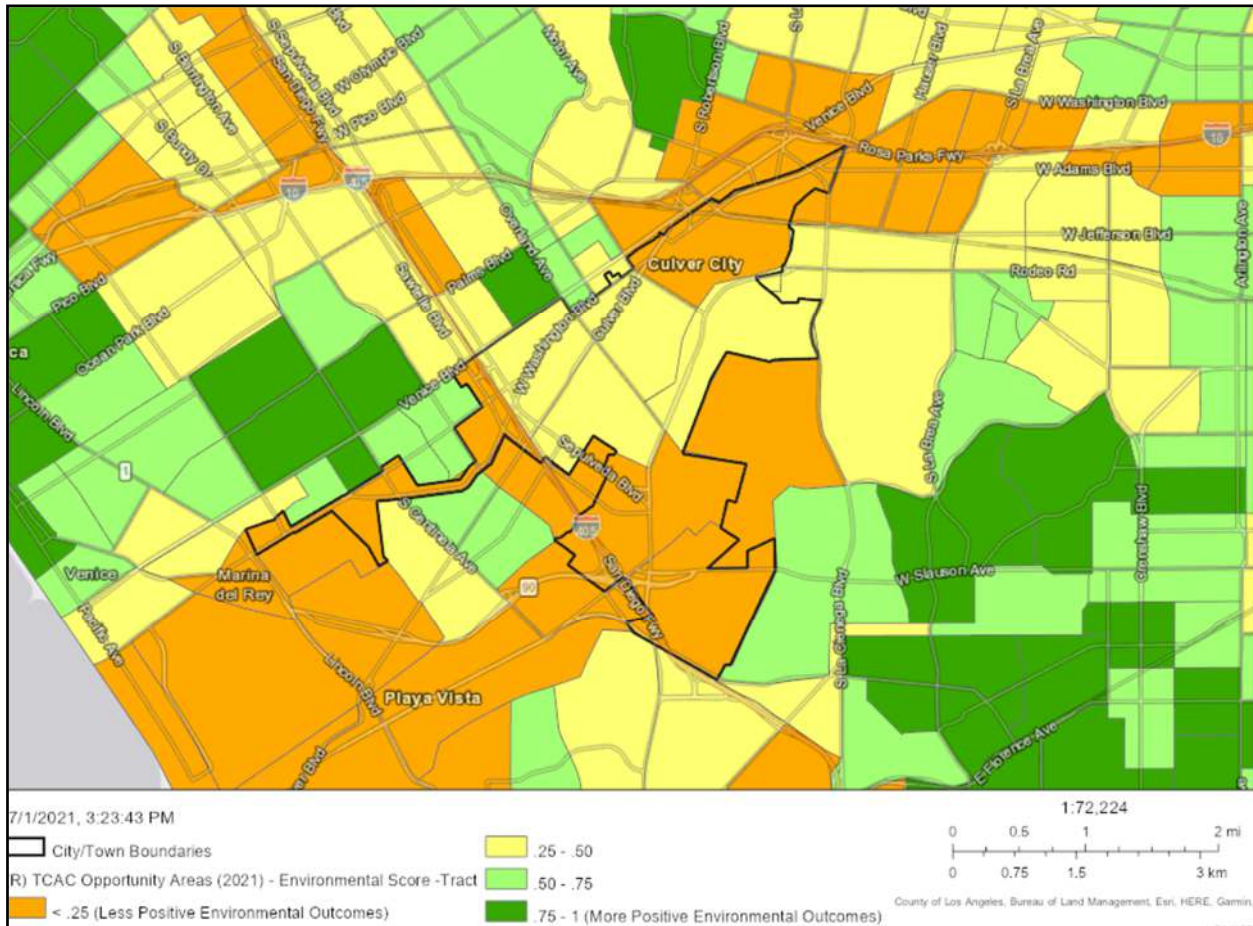 S Sepulveda Blvd
San Diego Fwy
S Barrington Ave
W Olympic Blvd
W Pico Blvd
S Bundy Dr
Motor Ave
S Robertson Blvd
Venice Blvd
Hauser Blvd
S La Brea Ave
W Washington Blvd
Rosa Parks Fwy
10
W Adams Blvd
10
405
Overland Ave
W Jefferson Blvd
Arlington Ave
Culver City
Rodeo Rd
Palms Blvd
Pico Blvd
Ocean Park Blvd
Sawtelle Blvd
W Washington Blvd
Culver Blvd
ca
Lincoln Blvd
Venice Blvd
S La Brea Ave
1
Sepulveda Blvd
Crenshaw Blvd
S Centinela Ave
405
Venice
Marina
del Rey
90
San Diego Fwy
W Slauson Ave
Pacific Ave
S La Cienega Blvd
Lincoln Blvd
Playa Vista
E Florence Ave
7/1/2021, 3:23:43 PM
1:72,224
City/Town Boundaries
R) TCAC Opportunity Areas (2021) - Environmental Score -Tract
< .25 (Less Positive Environmental Outcomes)
.25 - .50
.50 - .75
.75 - 1 (More Positive Environmental Outcomes)
0 0.5 1 2 mi
0 0.75 1.5 3 km
County of Los Angeles, Bureau of Land Management, Esri, HERE, Garmin,